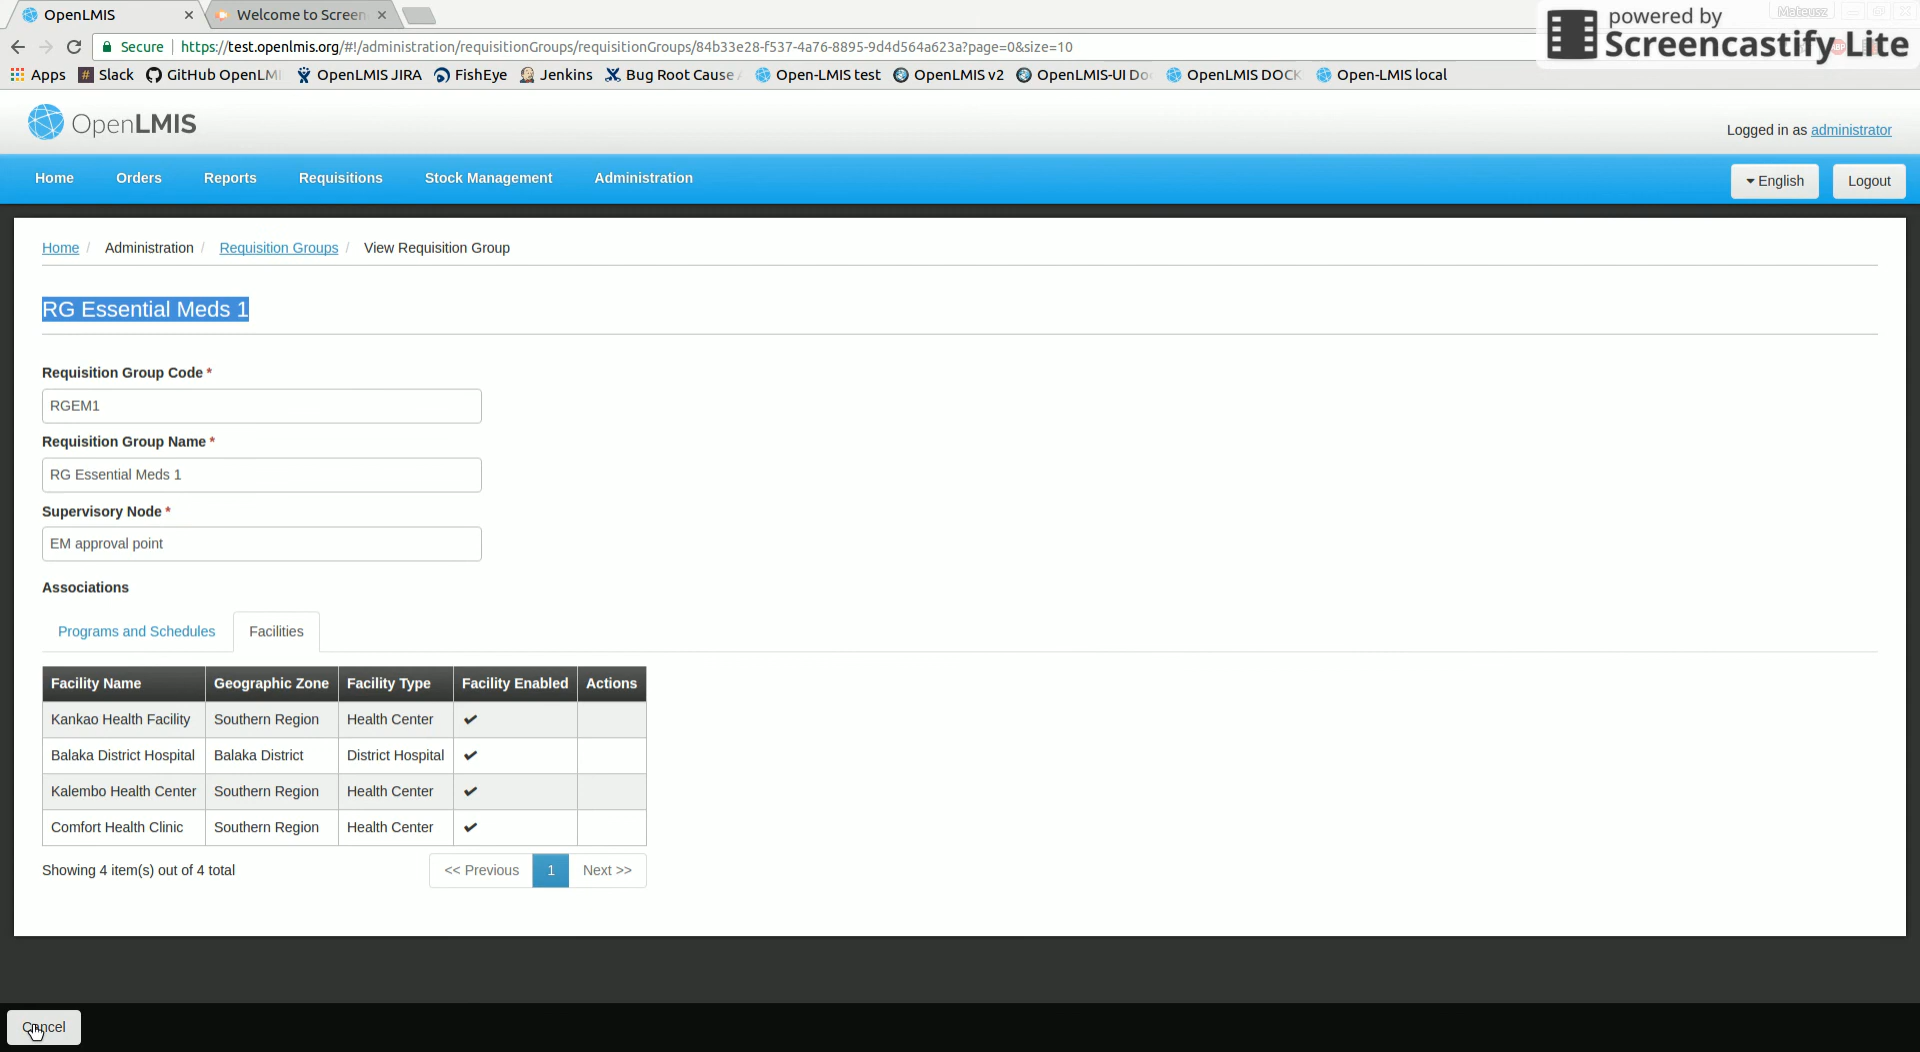 OpenLMIS
Welcome to Screen
Mateusz
powered by
Screencastify Lite
Secure https://test.openlmis.org/#!/administration/requisitionGroups/requisitionGroups/84b33e28-f537-4a76-8895-9d4d564a623a?page=0&size=10
Apps Slack GitHub OpenLMI OpenLMIS JIRA FishEye Jenkins Bug Root Cause Open-LMIS test OpenLMIS v2 OpenLMIS-UI Do OpenLMIS DOCK Open-LMIS local
OpenLMIS
Logged in as administrator
Home Orders Reports Requisitions Stock Management Administration English Logout
Home / Administration / Requisition Groups / View Requisition Group
RG Essential Meds 1
Requisition Group Code *
RGEM1
Requisition Group Name *
RG Essential Meds 1
Supervisory Node *
EM approval point
Associations
Programs and Schedules Facilities
Facility Name Geographic Zone Facility Type Facility Enabled Actions
Kankao Health Facility Southern Region Health Center ✔
Balaka District Hospital Balaka District District Hospital ✔
Kalembo Health Center Southern Region Health Center ✔
Comfort Health Clinic Southern Region Health Center ✔
Showing 4 item(s) out of 4 total << Previous 1 Next >>
Cancel